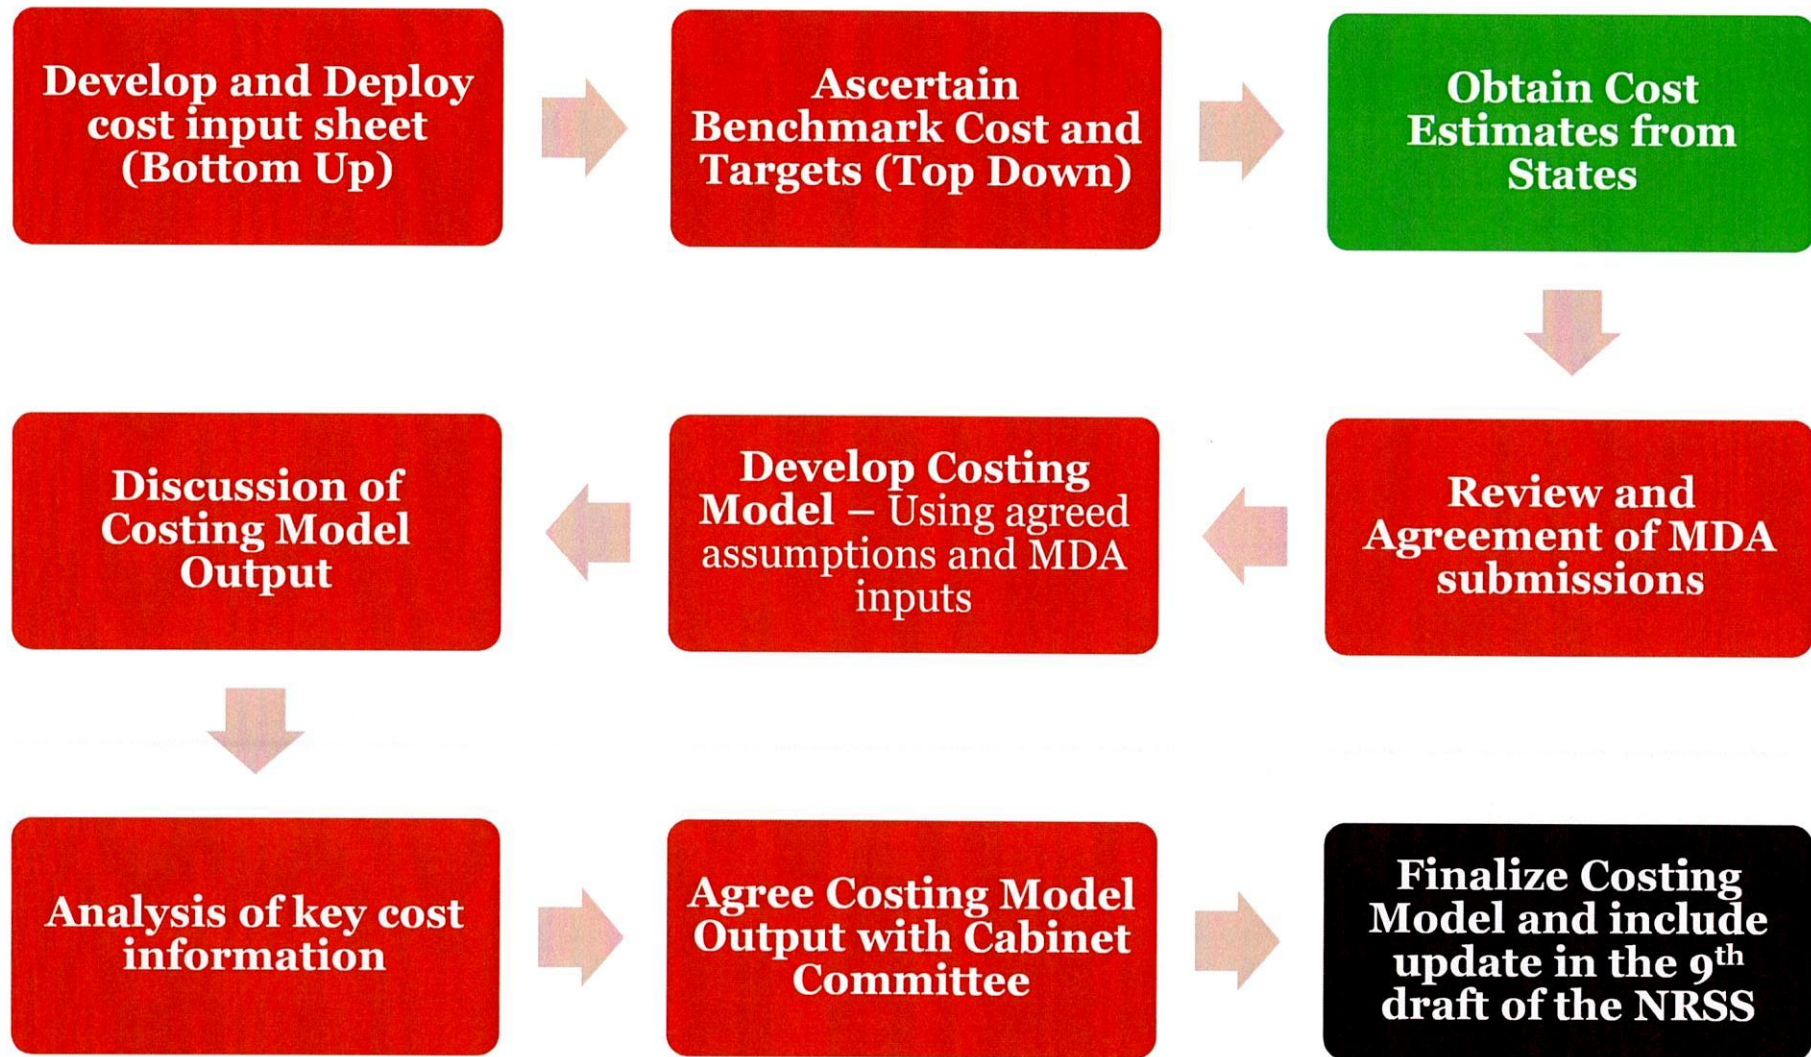 Develop and Deploy
cost input sheet
(Bottom Up)
Ascertain
Benchmark Cost and
Targets (Top Down)
Obtain Cost
Estimates from
States
Review and
Agreement of MDA
submissions
Develop Costing
Model – Using agreed
assumptions and MDA
inputs
Discussion of
Costing Model
Output
Analysis of key cost
information
Agree Costing Model
Output with Cabinet
Committee
Finalize Costing
Model and include
update in the 9th
draft of the NRSS